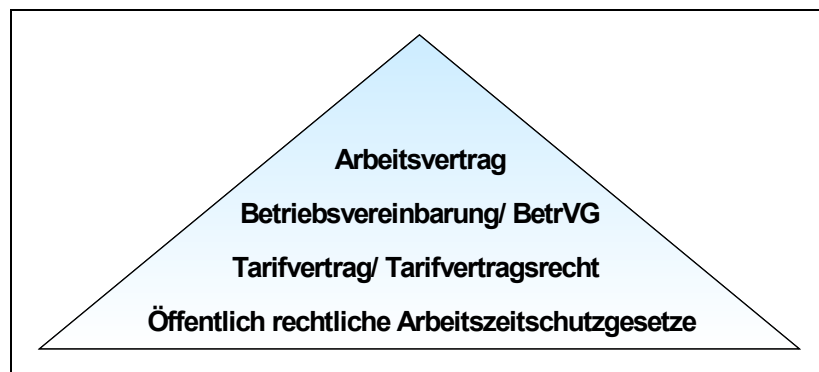 Arbeitsvertrag
Betriebsvereinbarung/ BetrVG
Tarifvertrag/ Tarifvertragsrecht
Öffentlich rechtliche Arbeitszeitschutzgesetze